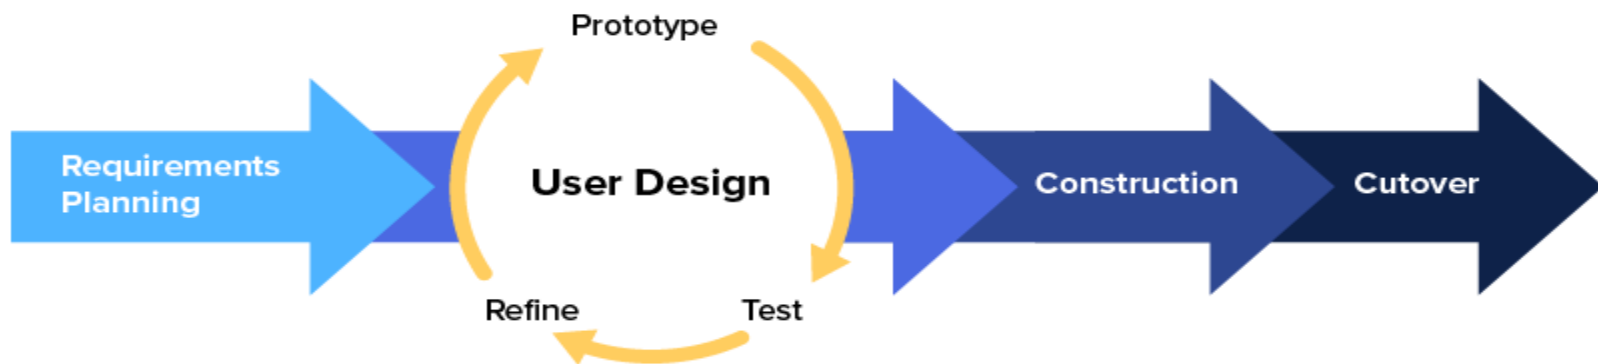 Prototype
Requirements
Planning
User Design
Construction
Cutover
Refine
Test